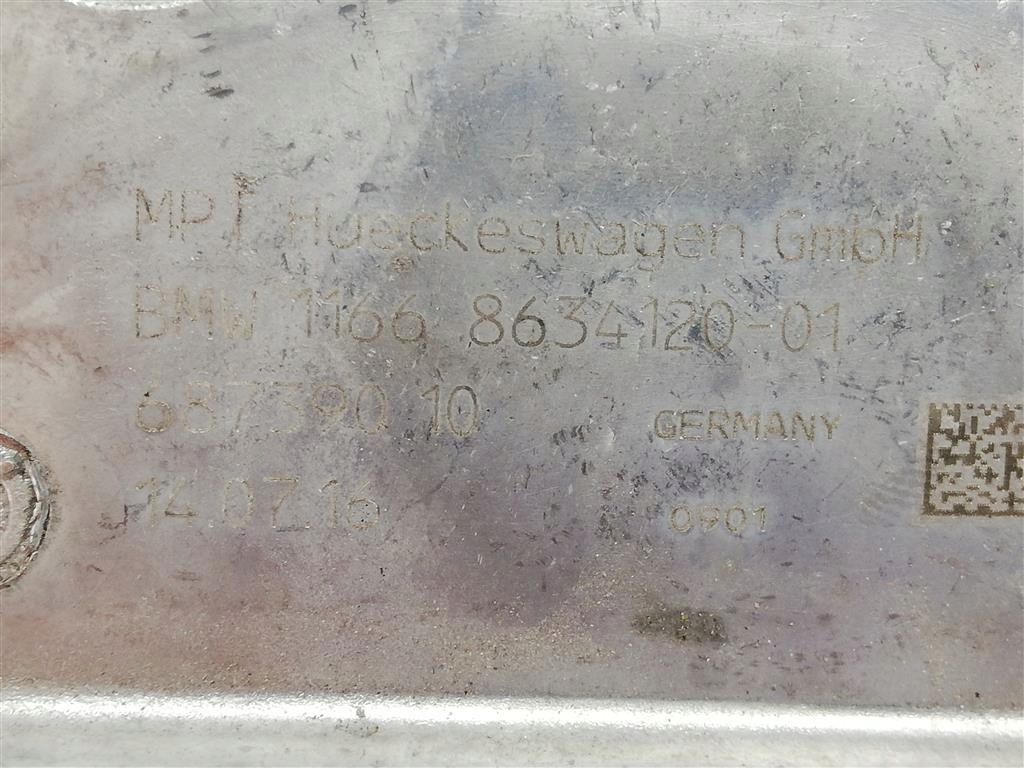 MPT Hueckeswagen GmbH
BMW 1166 8634120-01
687390 10 GERMANY
14 07 16 0901